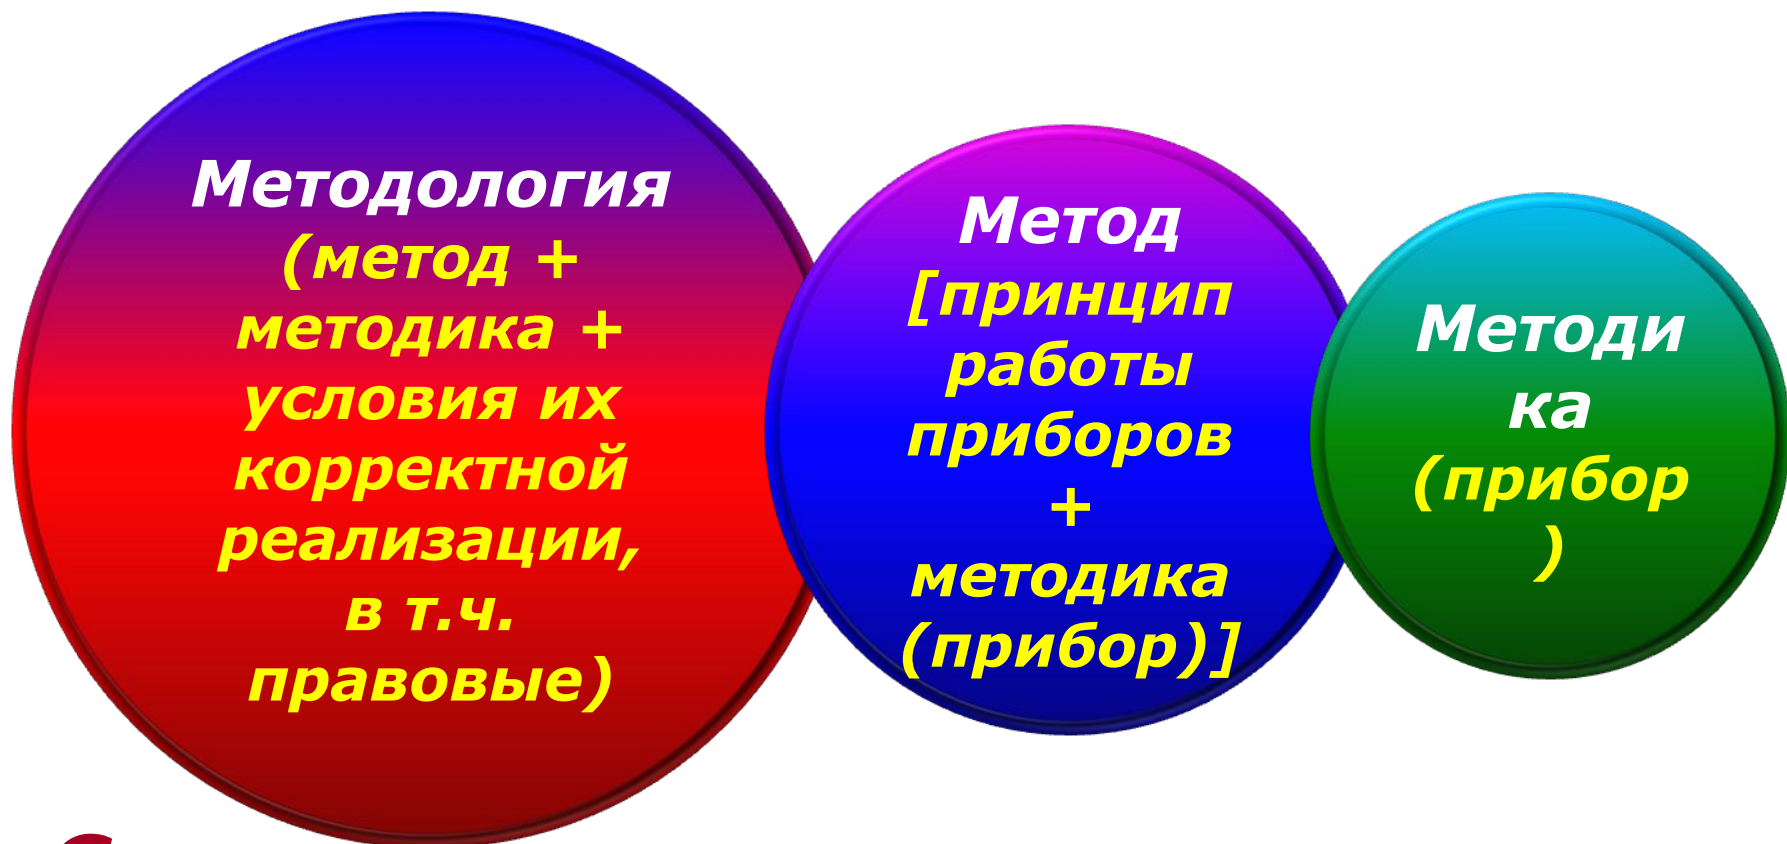 Методология
(метод +
методика +
условия их
корректной
реализации,
в т.ч.
правовые)
Метод
[принцип
работы
приборов
+
методика
(прибор)]
Методи
ка
(прибор
)